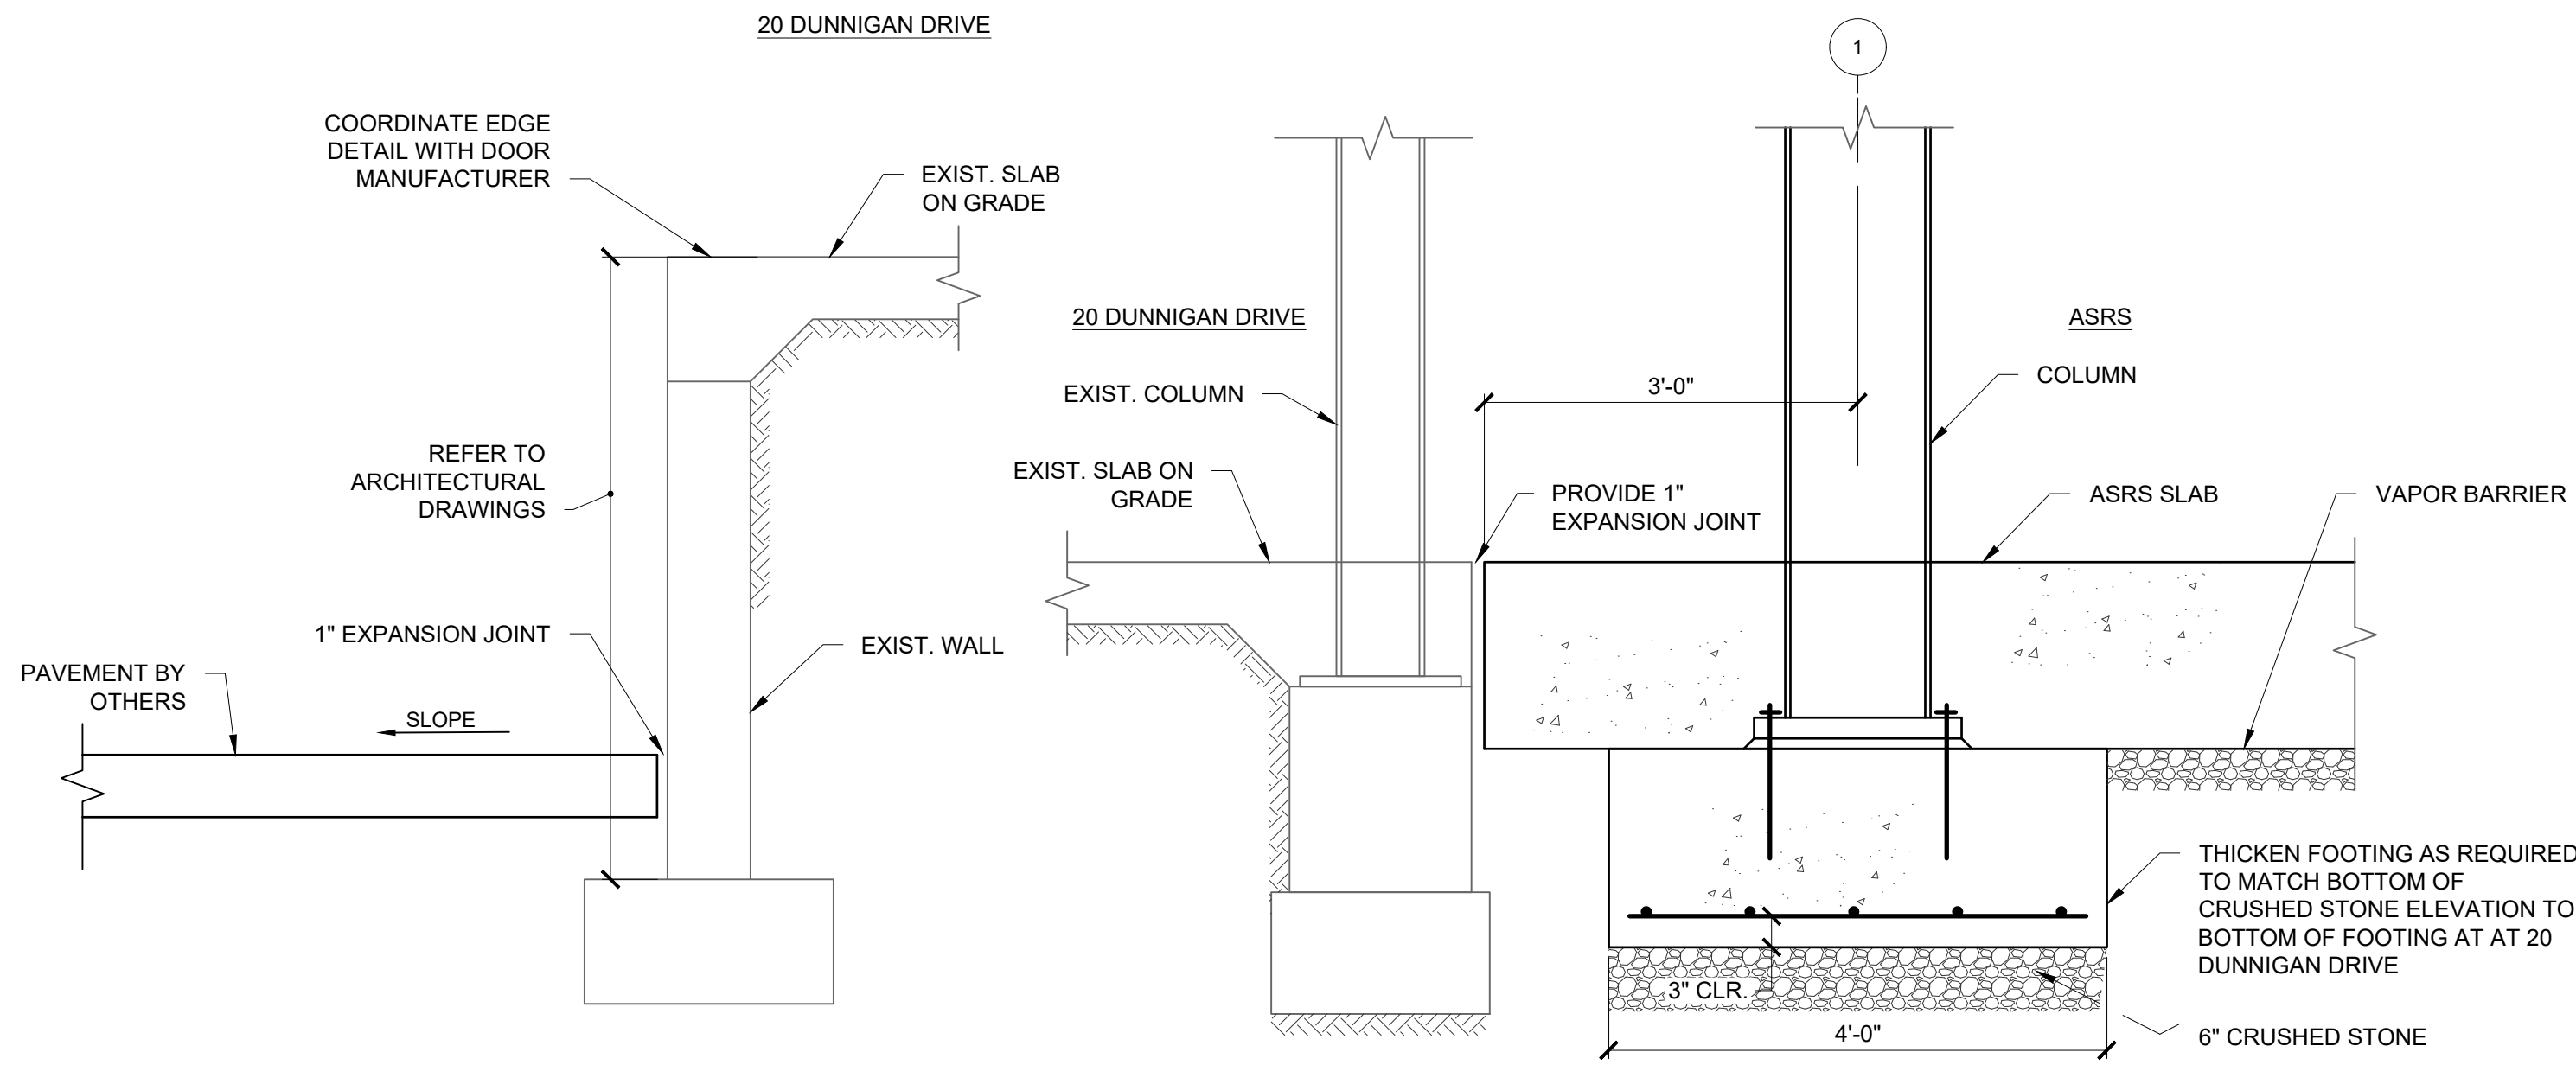 20 DUNNIGAN DRIVE
COORDINATE EDGE
DETAIL WITH DOOR
MANUFACTURER
EXIST. SLAB
ON GRADE
REFER TO
ARCHITECTURAL
DRAWINGS
1" EXPANSION JOINT
EXIST. WALL
PAVEMENT BY
OTHERS
SLOPE
1
20 DUNNIGAN DRIVE
ASRS
EXIST. COLUMN
3'-0"
COLUMN
EXIST. SLAB ON
GRADE
PROVIDE 1"
EXPANSION JOINT
ASRS SLAB
VAPOR BARRIER
THICKEN FOOTING AS REQUIRED
TO MATCH BOTTOM OF
CRUSHED STONE ELEVATION TO
BOTTOM OF FOOTING AT AT 20
DUNNIGAN DRIVE
3" CLR.
4'-0"
6" CRUSHED STONE